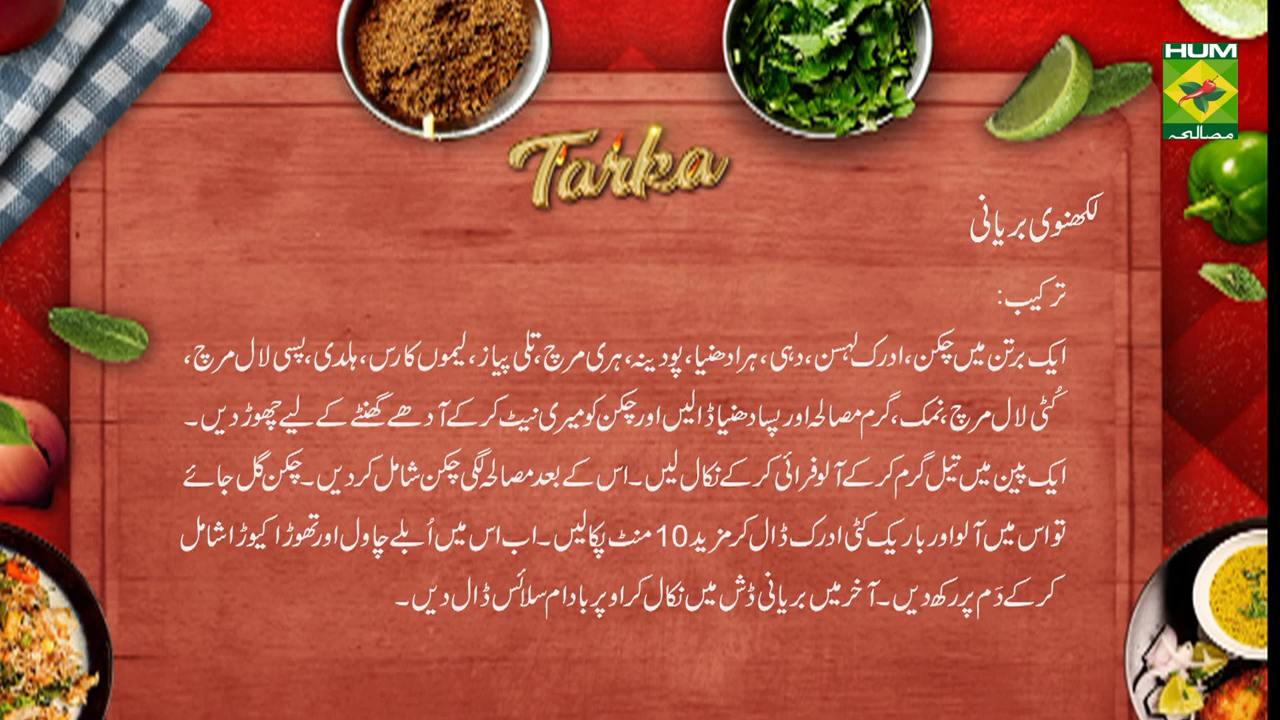 HUM
مصالحہ
Tarka
لکھنوی بریانی
ترکیب:
ایک برتن میں چکن، ادرک لہسن، دہی، ہرا دھنیا، پودینہ، ہری مرچ، تلی پیاز، لیموں کا رس، ہلدی، پسی لال مرچ،
کُٹی لال مرچ، نمک، گرم مصالحہ اور پسا دھنیا ڈالیں اور چکن کو میری نیٹ کر کے آدھے گھنٹے کے لیے چھوڑ دیں۔
ایک پین میں تیل گرم کر کے آلو فرائی کر کے نکال لیں۔ اس کے بعد مصالحہ لگی چکن شامل کر دیں۔ چکن گل جائے
تو اس میں آلو اور باریک کٹی ادرک ڈال کر مزید 10 منٹ پکالیں۔ اب اس میں اُبلے چاول اور تھوڑا کیوڑا شامل
کر کے دَم پر رکھ دیں۔ آخر میں بریانی ڈش میں نکال کر اوپر بادام سلائس ڈال دیں۔